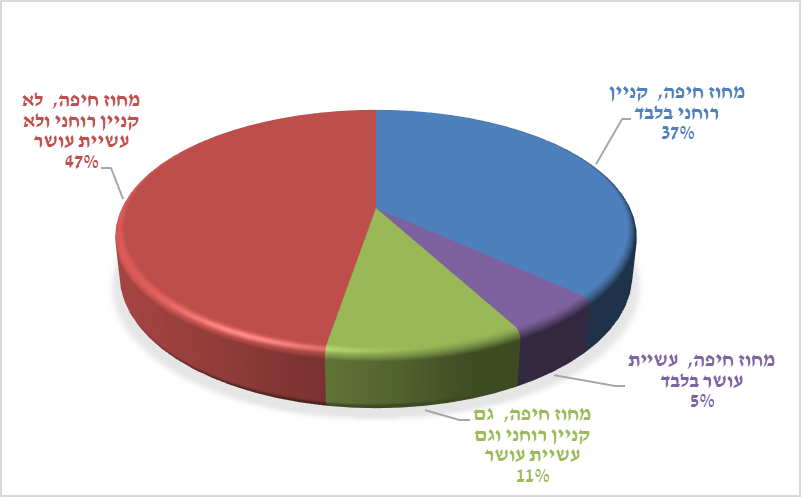 מחוז חיפה, קניין
רוחני בלבד
37%
מחוז חיפה, לא
קניין רוחני ולא
עשיית עושר
47%
מחוז חיפה, עשיית
עושר בלבד
5%
מחוז חיפה, גם
קניין רוחני וגם
עשיית עושר
11%